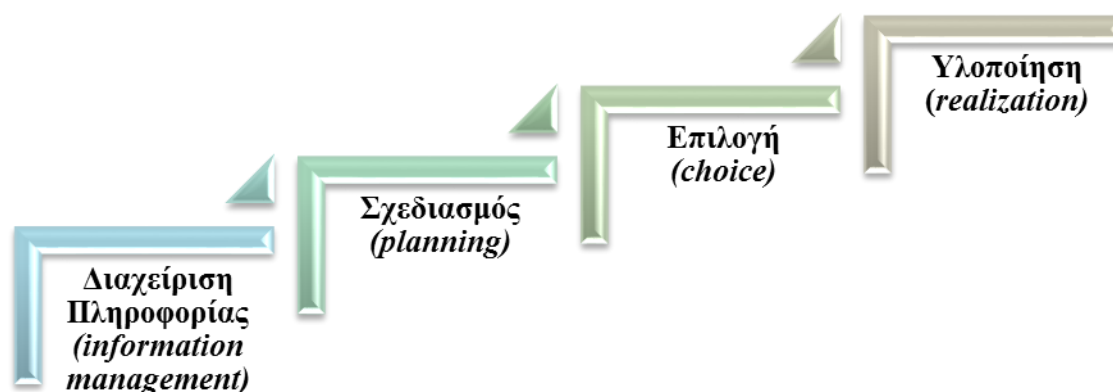 Διαχείριση
Πληροφορίας
(information
management)
Σχεδιασμός
(planning)
Επιλογή
(choice)
Υλοποίηση
(realization)